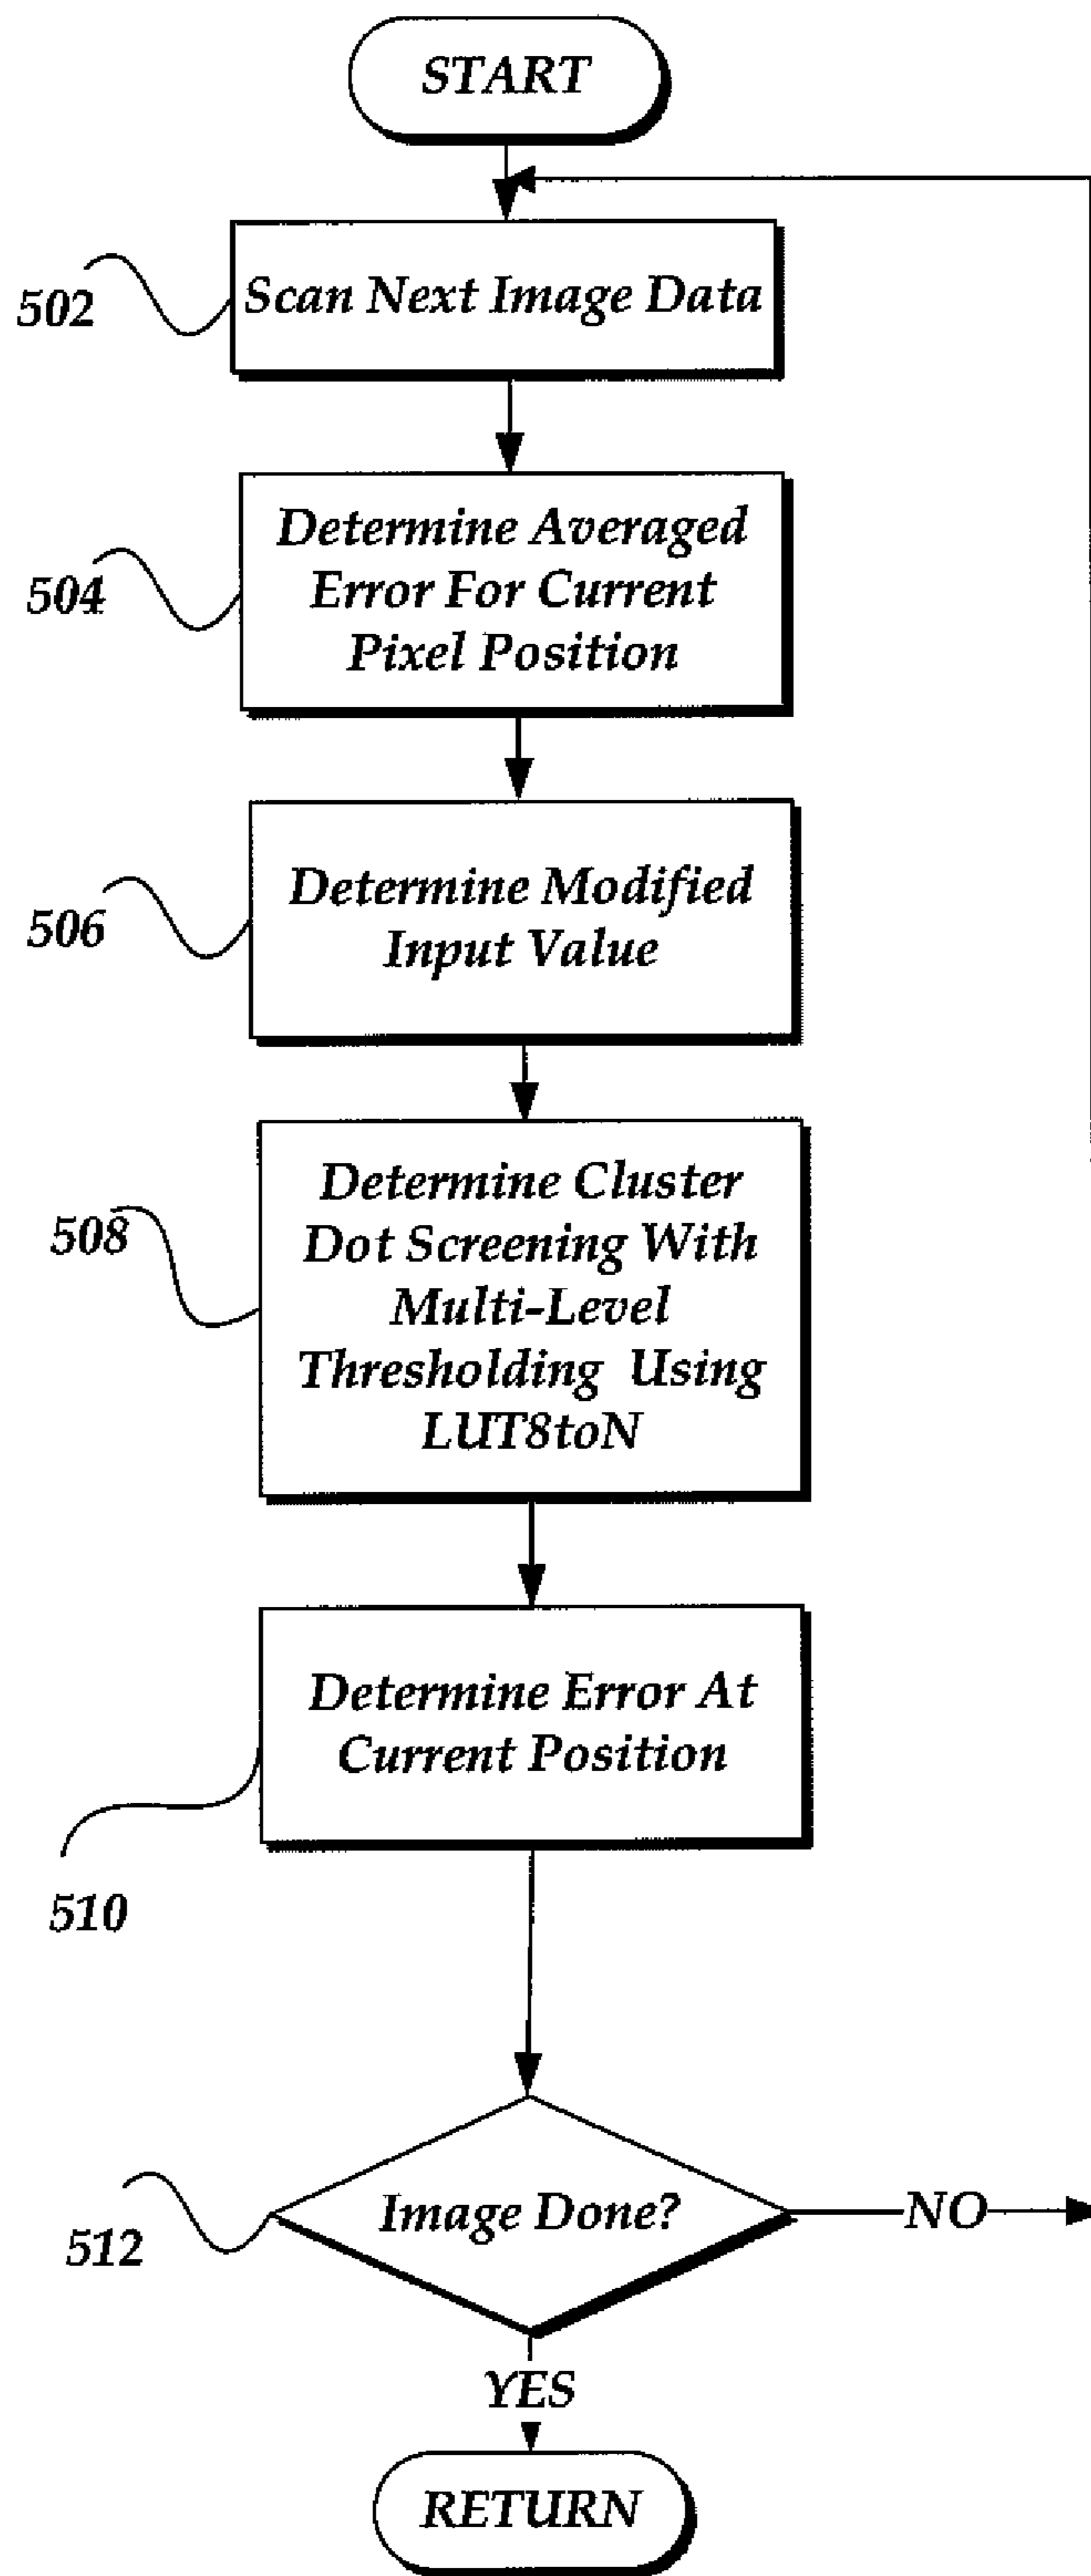 START
502
Scan Next Image Data
504
Determine Averaged
Error For Current
Pixel Position
506
Determine Modified
Input Value
508
Determine Cluster
Dot Screening With
Multi-Level
Thresholding Using
LUT8toN
Determine Error At
Current Position
510
512
Image Done?
NO
YES
RETURN